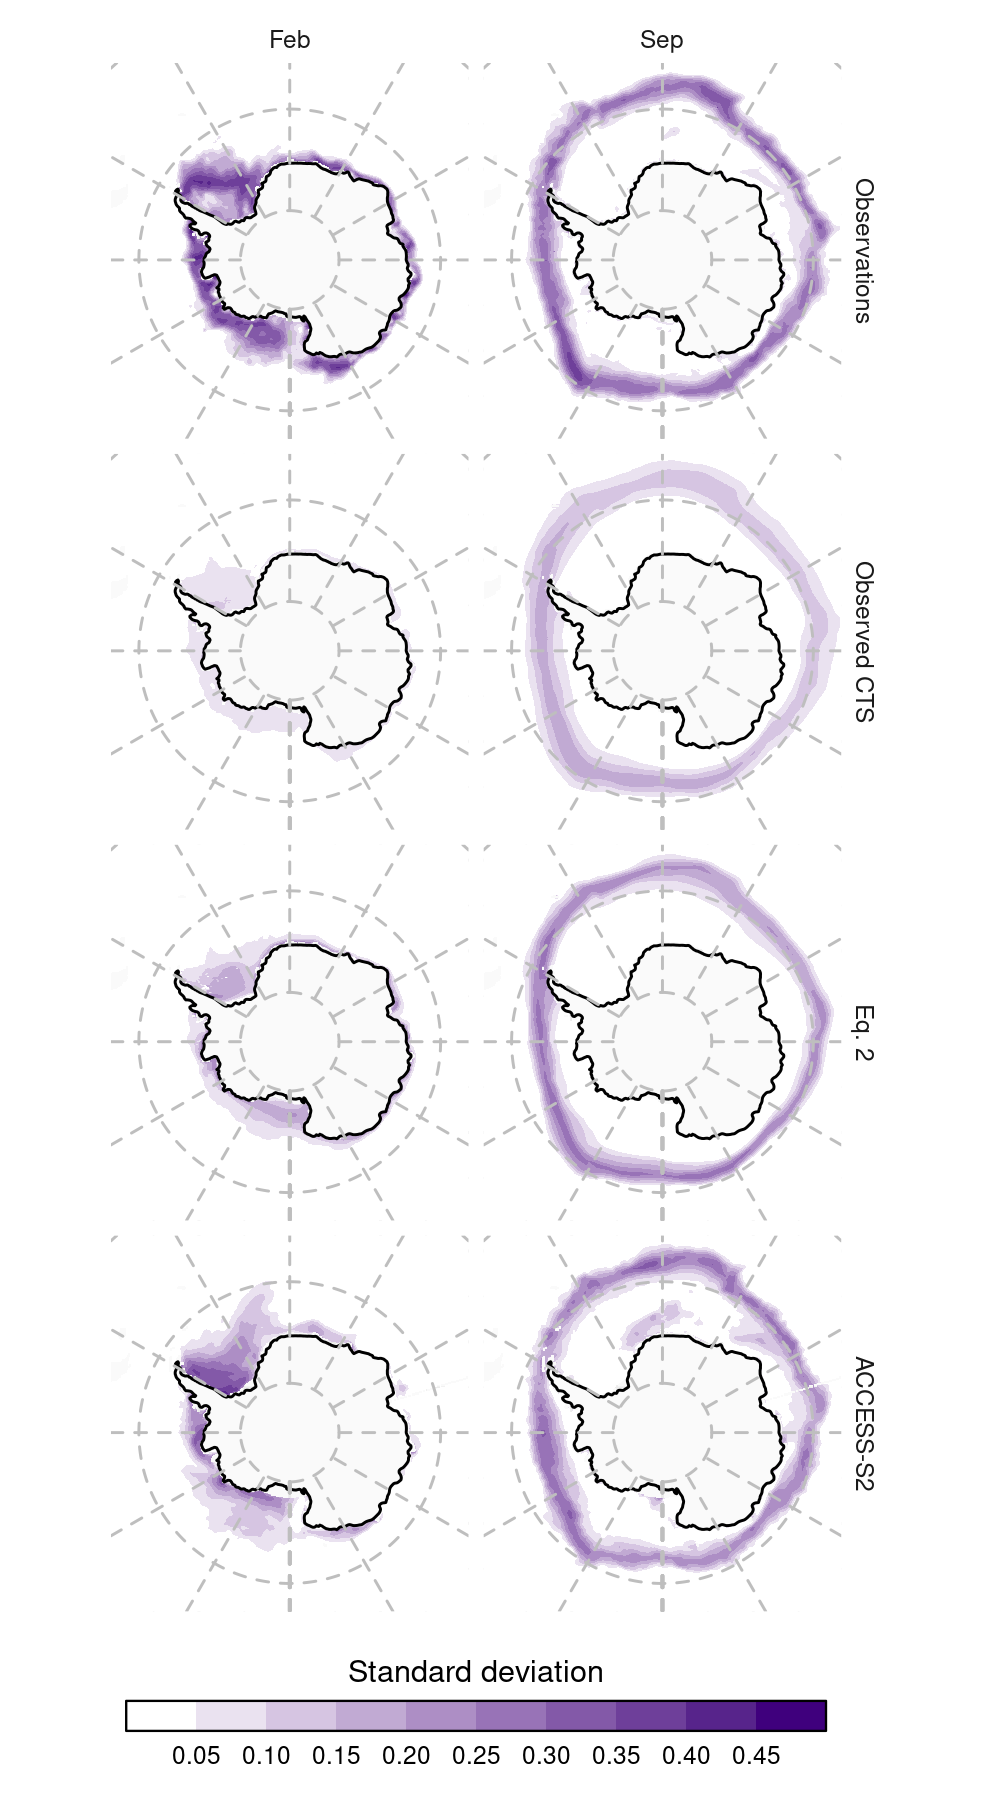 Feb
Sep
Observations
Observed CTS
Eq. 2
ACCESS-S2
Standard deviation
0.05 0.10 0.15 0.20 0.25 0.30 0.35 0.40 0.45